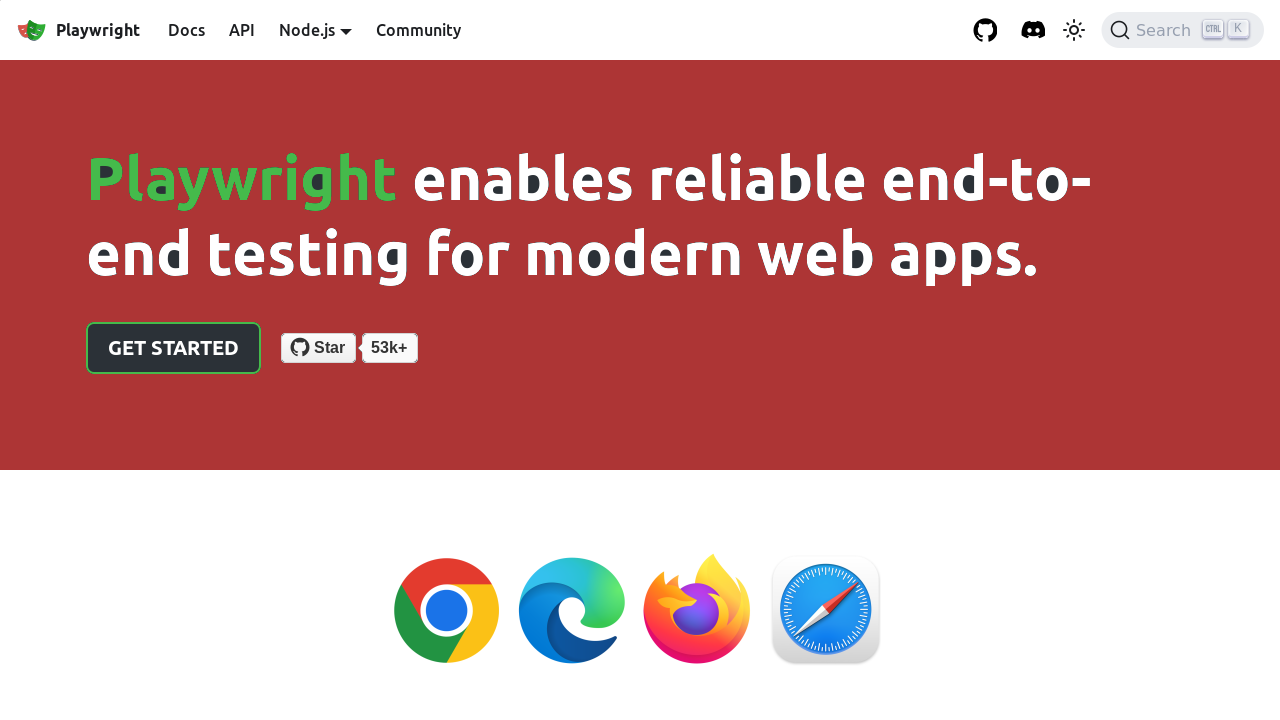 Playwright Docs API Node.js Community Search CTRL K
Playwright enables reliable end-to-
end testing for modern web apps.
GET STARTED Star 53k+